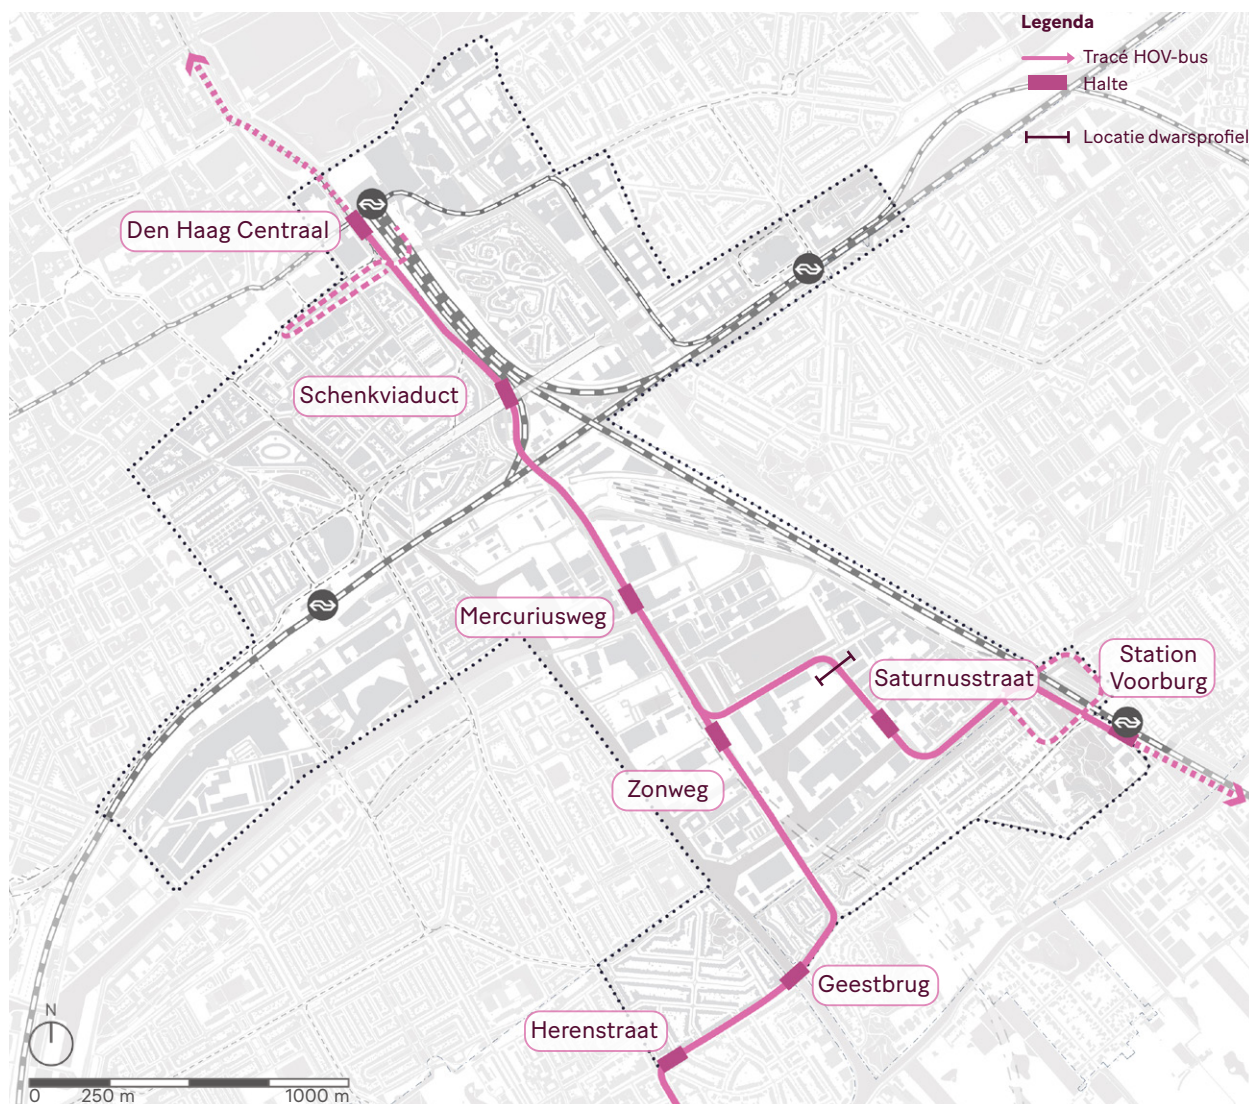 Legenda
Tracé HOV-bus
Halte
Locatie dwarsprofiel
Den Haag Centraal
Schenkviaduct
Mercuriusweg
Saturnusstraat
Station
Voorburg
Zonweg
Geestbrug
Herenstraat
N
0 250 m 1000 m